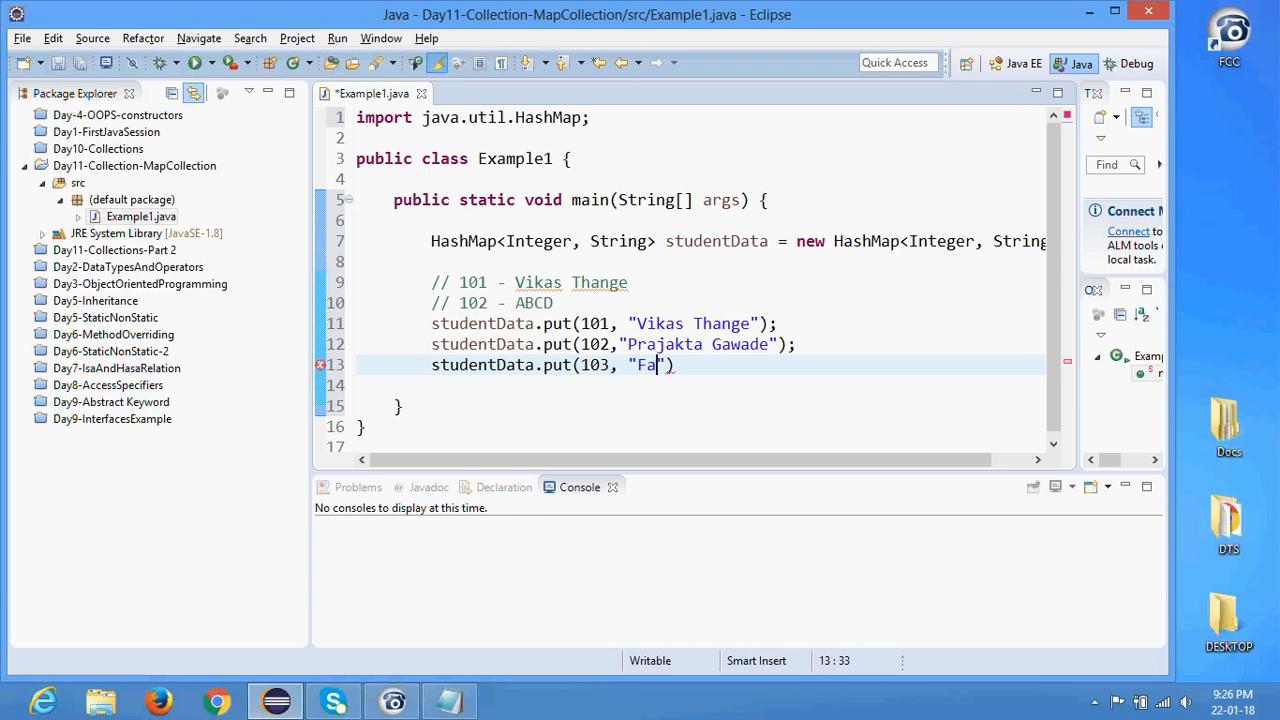 Java - Day11-Collection-MapCollection/src/Example1.java - Eclipse
File Edit Source Refactor Navigate Search Project Run Window Help
Quick Access Java EE Java Debug
Package Explorer
Day-4-OOPS-constructors
Day1-FirstJavaSession
Day10-Collections
Day11-Collection-MapCollection
src
(default package)
Example1.java
JRE System Library [JavaSE-1.8]
Day11-Collections-Part 2
Day2-DataTypesAndOperators
Day3-ObjectOrientedProgramming
Day5-Inheritance
Day5-StaticNonStatic
Day6-MethodOverriding
Day6-StaticNonStatic-2
Day7-IsaAndHasaRelation
Day8-AccessSpecifiers
Day9-Abstract Keyword
Day9-InterfacesExample
*Example1.java
1 import java.util.HashMap;
2
3 public class Example1 {
4
5 public static void main(String[] args) {
6
7 HashMap<Integer, String> studentData = new HashMap<Integer, String
8
9 // 101 - Vikas Thange
10 // 102 - ABCD
11 studentData.put(101, "Vikas Thange");
12 studentData.put(102,"Prajakta Gawade");
13 studentData.put(103, "Fa")
14
15 }
16 }
17
T
Find
Connect M
Connect to
ALM tools o
local task.
O
Examp
Problems @ Javadoc Declaration Console
No consoles to display at this time.
Writable Smart Insert 13 : 33
FCC
Docs
DTS
DESKTOP
9:26 PM
22-01-18